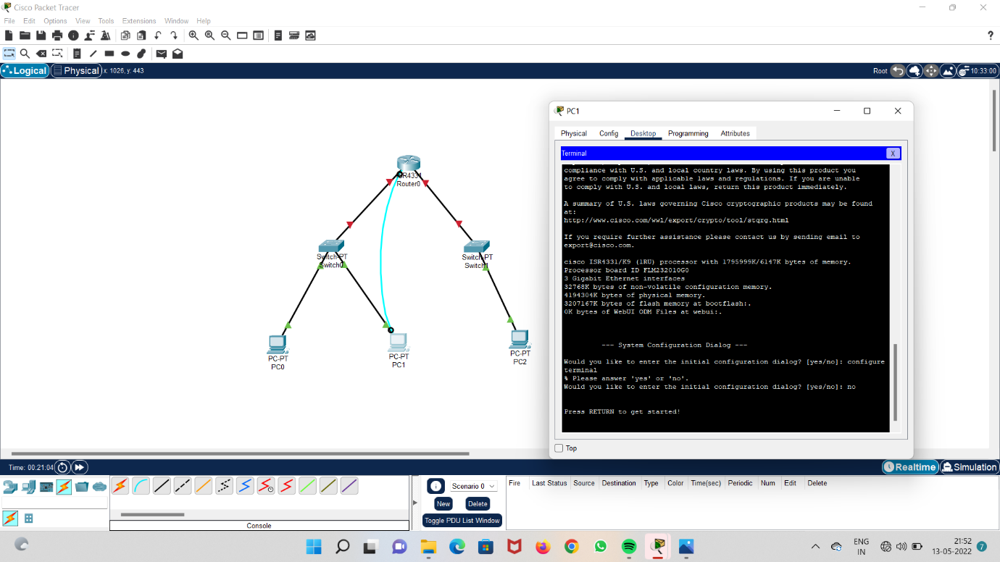 Cisco Packet Tracer
File Edit Options View Tools Extensions Window Help
?
Logical Physical x: 1026, y: 443
Root 10:33:00
ISR4331
Router0
Switch-PT
Switch0
Switch-PT
Switch1
PC-PT
PC0
PC-PT
PC1
PC-PT
PC2
PC1
Physical Config Desktop Programming Attributes
Terminal X
compliance with U.S. and local country laws. By using this product you
agree to comply with applicable laws and regulations. If you are unable
to comply with U.S. and local laws, return this product immediately.
A summary of U.S. laws governing Cisco cryptographic products may be found
at:
http://www.cisco.com/wwl/export/crypto/tool/stqrg.html
If you require further assistance please contact us by sending email to
export@cisco.com.
cisco ISR4331/K9 (1RU) processor with 1795999K/6147K bytes of memory.
Processor board ID FLM232010G0
3 Gigabit Ethernet interfaces
32768K bytes of non-volatile configuration memory.
4194304K bytes of physical memory.
3207167K bytes of flash memory at bootflash:.
0K bytes of WebUI ODM Files at webui:.
--- System Configuration Dialog ---
Would you like to enter the initial configuration dialog? [yes/no]: configure
terminal
% Please answer 'yes' or 'no'.
Would you like to enter the initial configuration dialog? [yes/no]: no
Press RETURN to get started!
Top
Time: 00:21:04
Realtime Simulation
Scenario 0
New Delete
Toggle PDU List Window
Fire Last Status Source Destination Type Color Time(sec) Periodic Num Edit Delete
Console
ENG
IN
21:52
13-05-2022
7